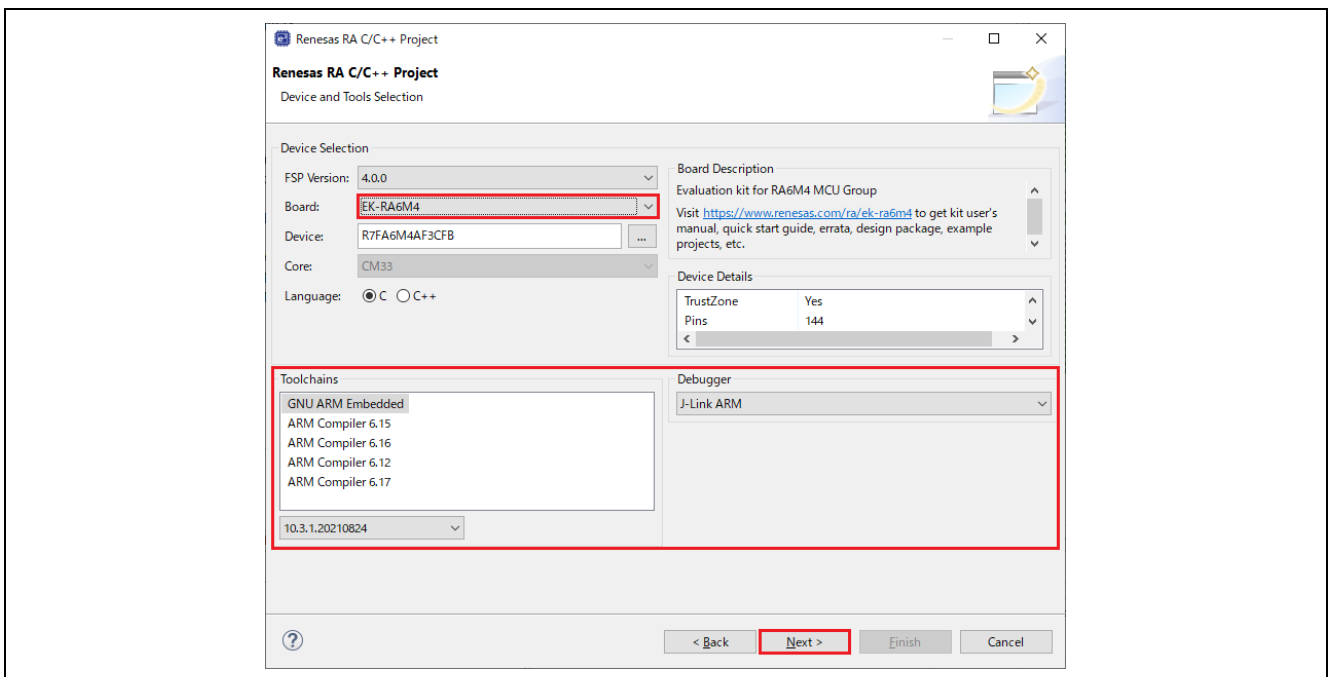 Renesas RA C/C++ Project
Renesas RA C/C++ Project
Device and Tools Selection
Device Selection
FSP Version: 4.0.0
Board: EK-RA6M4
Device: R7FA6M4AF3CFB ...
Core: CM33
Language: C C++
Board Description
Evaluation kit for RA6M4 MCU Group
Visit https://www.renesas.com/ra/ek-ra6m4 to get kit user's
manual, quick start guide, errata, design package, example
projects, etc.
Device Details
TrustZone Yes
Pins 144
Toolchains
GNU ARM Embedded
ARM Compiler 6.15
ARM Compiler 6.16
ARM Compiler 6.12
ARM Compiler 6.17
10.3.1.20210824
Debugger
J-Link ARM
? < Back Next > Finish Cancel